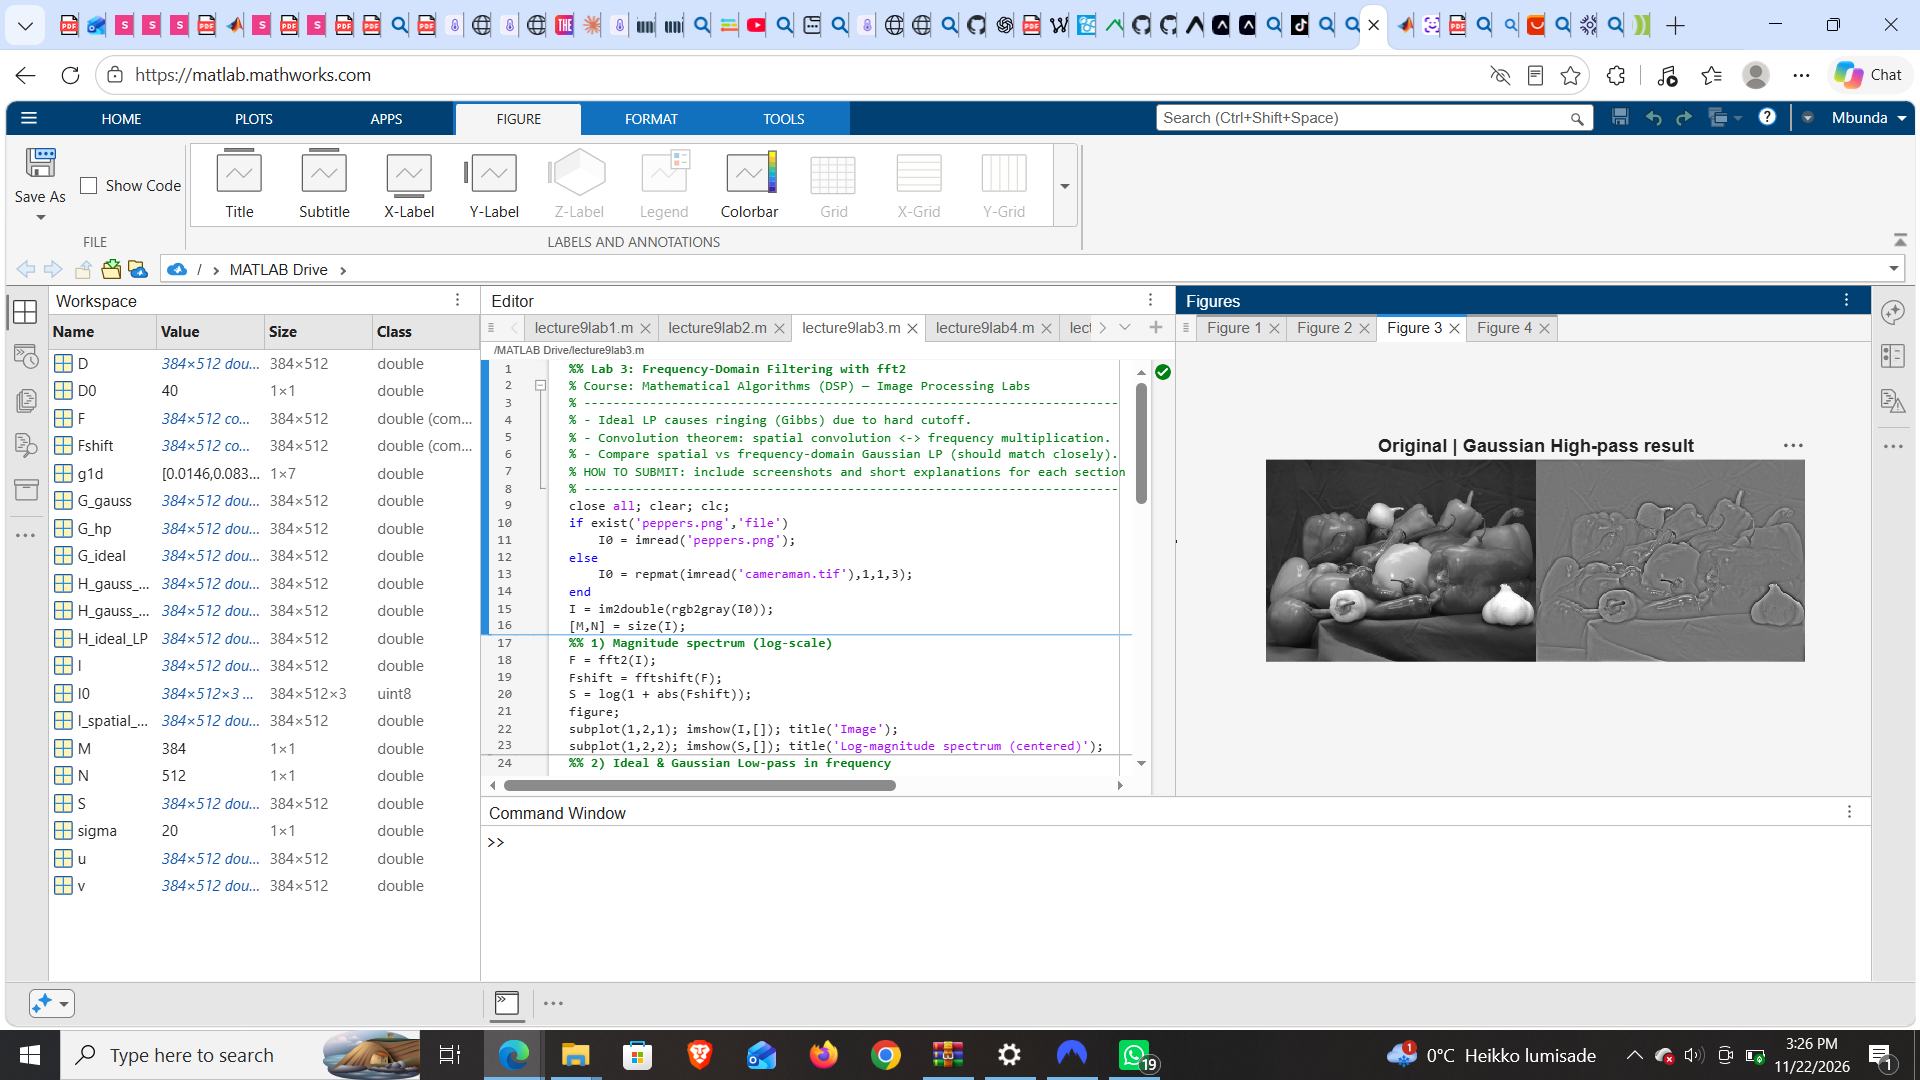 https://matlab.mathworks.com
Chat
HOME
PLOTS
APPS
FIGURE
FORMAT
TOOLS
Search (Ctrl+Shift+Space)
Mbunda
Save As
Show Code
Title
Subtitle
X-Label
Y-Label
Z-Label
Legend
Colorbar
Grid
X-Grid
Y-Grid
FILE
LABELS AND ANNOTATIONS
/ › MATLAB Drive ›
Workspace
Name Value Size Class
D 384×512 dou... 384×512 double
D0 40 1×1 double
F 384×512 co... 384×512 double (com...
Fshift 384×512 co... 384×512 double (com...
g1d [0.0146,0.083... 1×7 double
G_gauss 384×512 dou... 384×512 double
G_hp 384×512 dou... 384×512 double
G_ideal 384×512 dou... 384×512 double
H_gauss_... 384×512 dou... 384×512 double
H_gauss_... 384×512 dou... 384×512 double
H_ideal_LP 384×512 dou... 384×512 double
I 384×512 dou... 384×512 double
I0 384×512×3 ... 384×512×3 uint8
I_spatial_... 384×512 dou... 384×512 double
M 384 1×1 double
N 512 1×1 double
S 384×512 dou... 384×512 double
sigma 20 1×1 double
u 384×512 dou... 384×512 double
v 384×512 dou... 384×512 double
Editor
lecture9lab1.m
lecture9lab2.m
lecture9lab3.m
lecture9lab4.m
lect
/MATLAB Drive/lecture9lab3.m
1 %% Lab 3: Frequency-Domain Filtering with fft2
2 % Course: Mathematical Algorithms (DSP) — Image Processing Labs
3 % -------------------------------------------------------------------------
4 % - Ideal LP causes ringing (Gibbs) due to hard cutoff.
5 % - Convolution theorem: spatial convolution <-> frequency multiplication.
6 % - Compare spatial vs frequency-domain Gaussian LP (should match closely).
7 % HOW TO SUBMIT: include screenshots and short explanations for each section
8 % -------------------------------------------------------------------------
9 close all; clear; clc;
10 if exist('peppers.png','file')
11 I0 = imread('peppers.png');
12 else
13 I0 = repmat(imread('cameraman.tif'),1,1,3);
14 end
15 I = im2double(rgb2gray(I0));
16 [M,N] = size(I);
17 %% 1) Magnitude spectrum (log-scale)
18 F = fft2(I);
19 Fshift = fftshift(F);
20 S = log(1 + abs(Fshift));
21 figure;
22 subplot(1,2,1); imshow(I,[]); title('Image');
23 subplot(1,2,2); imshow(S,[]); title('Log-magnitude spectrum (centered)');
24 %% 2) Ideal & Gaussian Low-pass in frequency
Figures
Figure 1
Figure 2
Figure 3
Figure 4
Original | Gaussian High-pass result
Command Window
>>
Type here to search
19
1
0°C Heikko lumisade
3:26 PM
11/22/2026
1